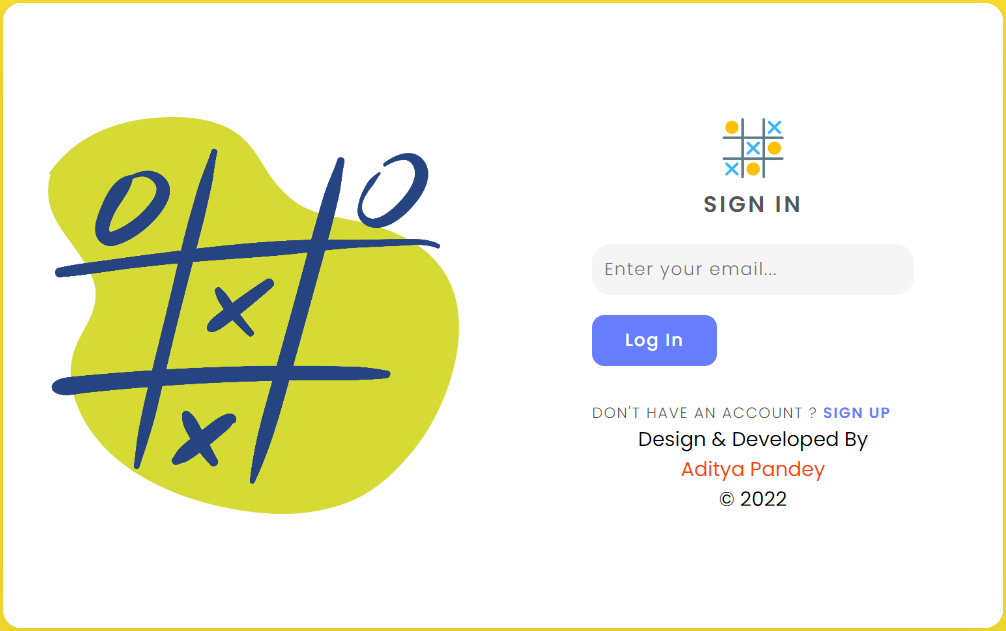 SIGN IN
Enter your email...
Log In
DON'T HAVE AN ACCOUNT ? SIGN UP
Design & Developed By
Aditya Pandey
© 2022